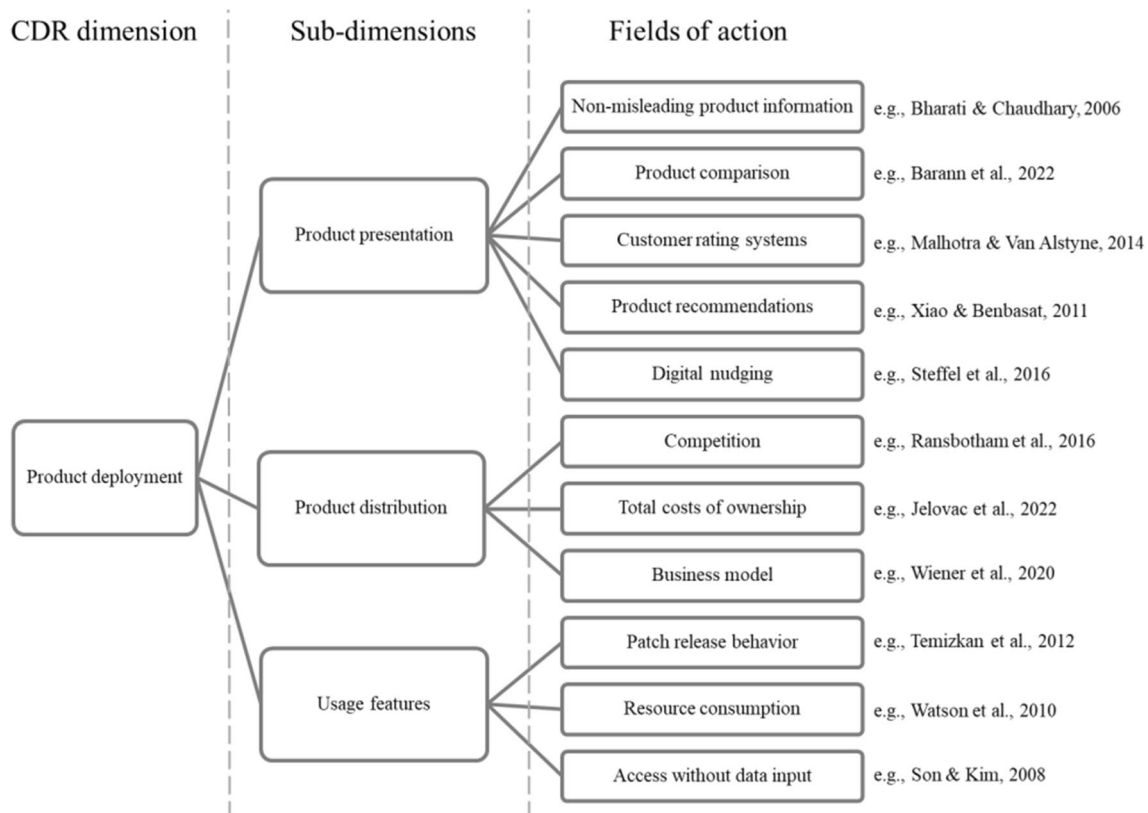 CDR dimension
Sub-dimensions
Fields of action
Non-misleading product information
e.g., Bharati & Chaudhary, 2006
Product comparison
e.g., Barann et al., 2022
Product presentation
Customer rating systems
e.g., Malhotra & Van Alstyne, 2014
Product recommendations
e.g., Xiao & Benbasat, 2011
Digital nudging
e.g., Steffel et al., 2016
Product deployment
Competition
e.g., Ransbotham et al., 2016
Product distribution
Total costs of ownership
e.g., Jelovac et al., 2022
Business model
e.g., Wiener et al., 2020
Patch release behavior
e.g., Temizkan et al., 2012
Usage features
Resource consumption
e.g., Watson et al., 2010
Access without data input
e.g., Son & Kim, 2008